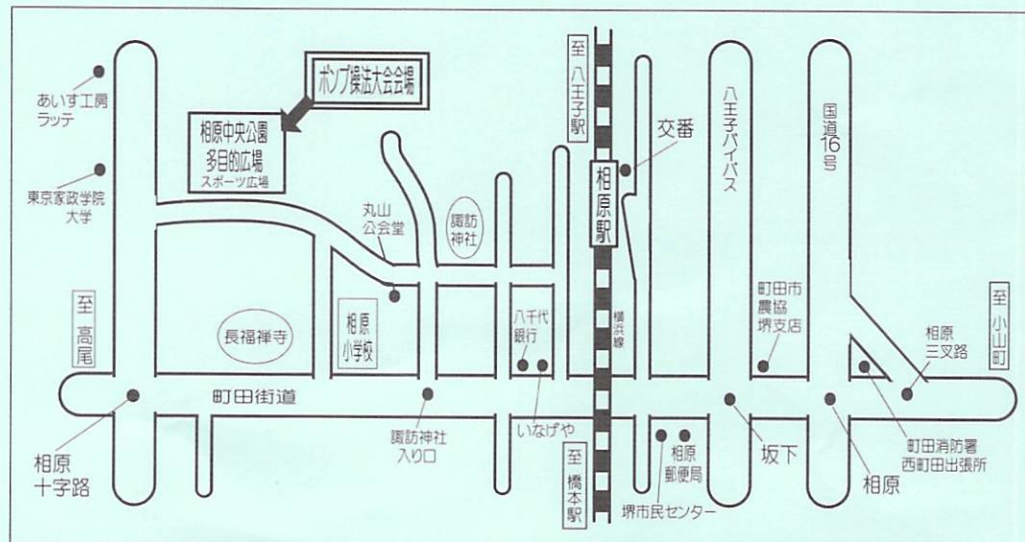 ポンプ操法大会会場
相原中央公園
多目的広場
スポーツ広場
あいす工房
ラッテ
東京家政学院
大学
至 高尾
丸山
公会堂
諏訪
神社
長福禅寺
相原
小学校
八千代
銀行
いなげや
町田街道
相原
十字路
諏訪神社
入り口
至 八王子駅
相原駅
交番
横浜線
至 橋本駅
堺市民センター
相原
郵便局
八王子バイパス
国道16号
町田市
農協
堺支店
坂下
相原
相原
三叉路
町田消防署
西町田出張所
至 小山町